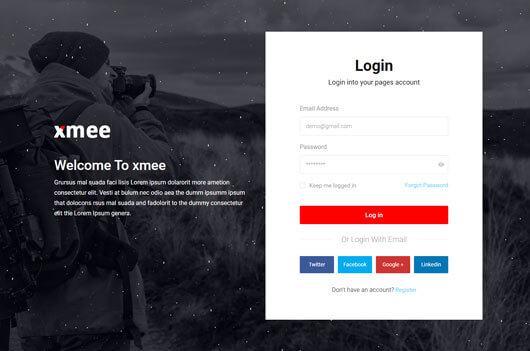 xmee
Welcome To xmee
Grursus mal suada faci lisis Lorem ipsum dolarorit more ametion
consectetur elit. Vesti at bulum nec odio aea the dumm ipsumm ipsum
that dolocons rsus mal suada and fadolorit to the dummy consectetur
elit the Lorem Ipsum genera.
Login
Login into your pages account
Email Address
demo@gmail.com
Password
********
Keep me logged in
Forgot Password
Log in
Or Login With Email
Twitter
Facebook
Google +
Linkedin
Don't have an account? Register